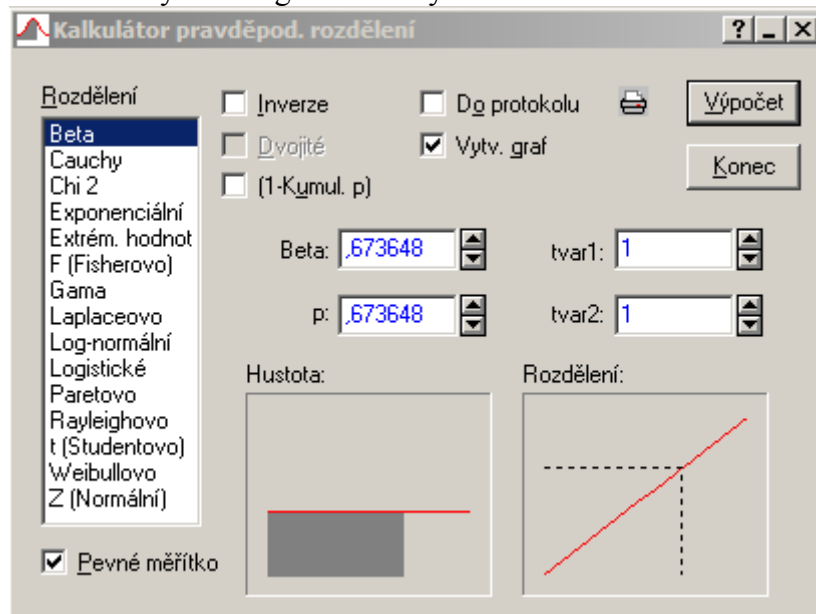 Kalkulátor pravděpod. rozdělení
Rozdělení
Beta
Cauchy
Chi 2
Exponenciální
Extrém. hodnot
F (Fisherovo)
Gama
Laplaceovo
Log-normální
Logistické
Paretovo
Rayleighovo
t (Studentovo)
Weibullovo
Z (Normální)
Pevné měřítko
Inverze
Dvojité
(1-Kumul. p)
Do protokolu
Vytv. graf
Výpočet
Konec
Beta: ,673648
tvar1: 1
p: ,673648
tvar2: 1
Hustota:
Rozdělení: